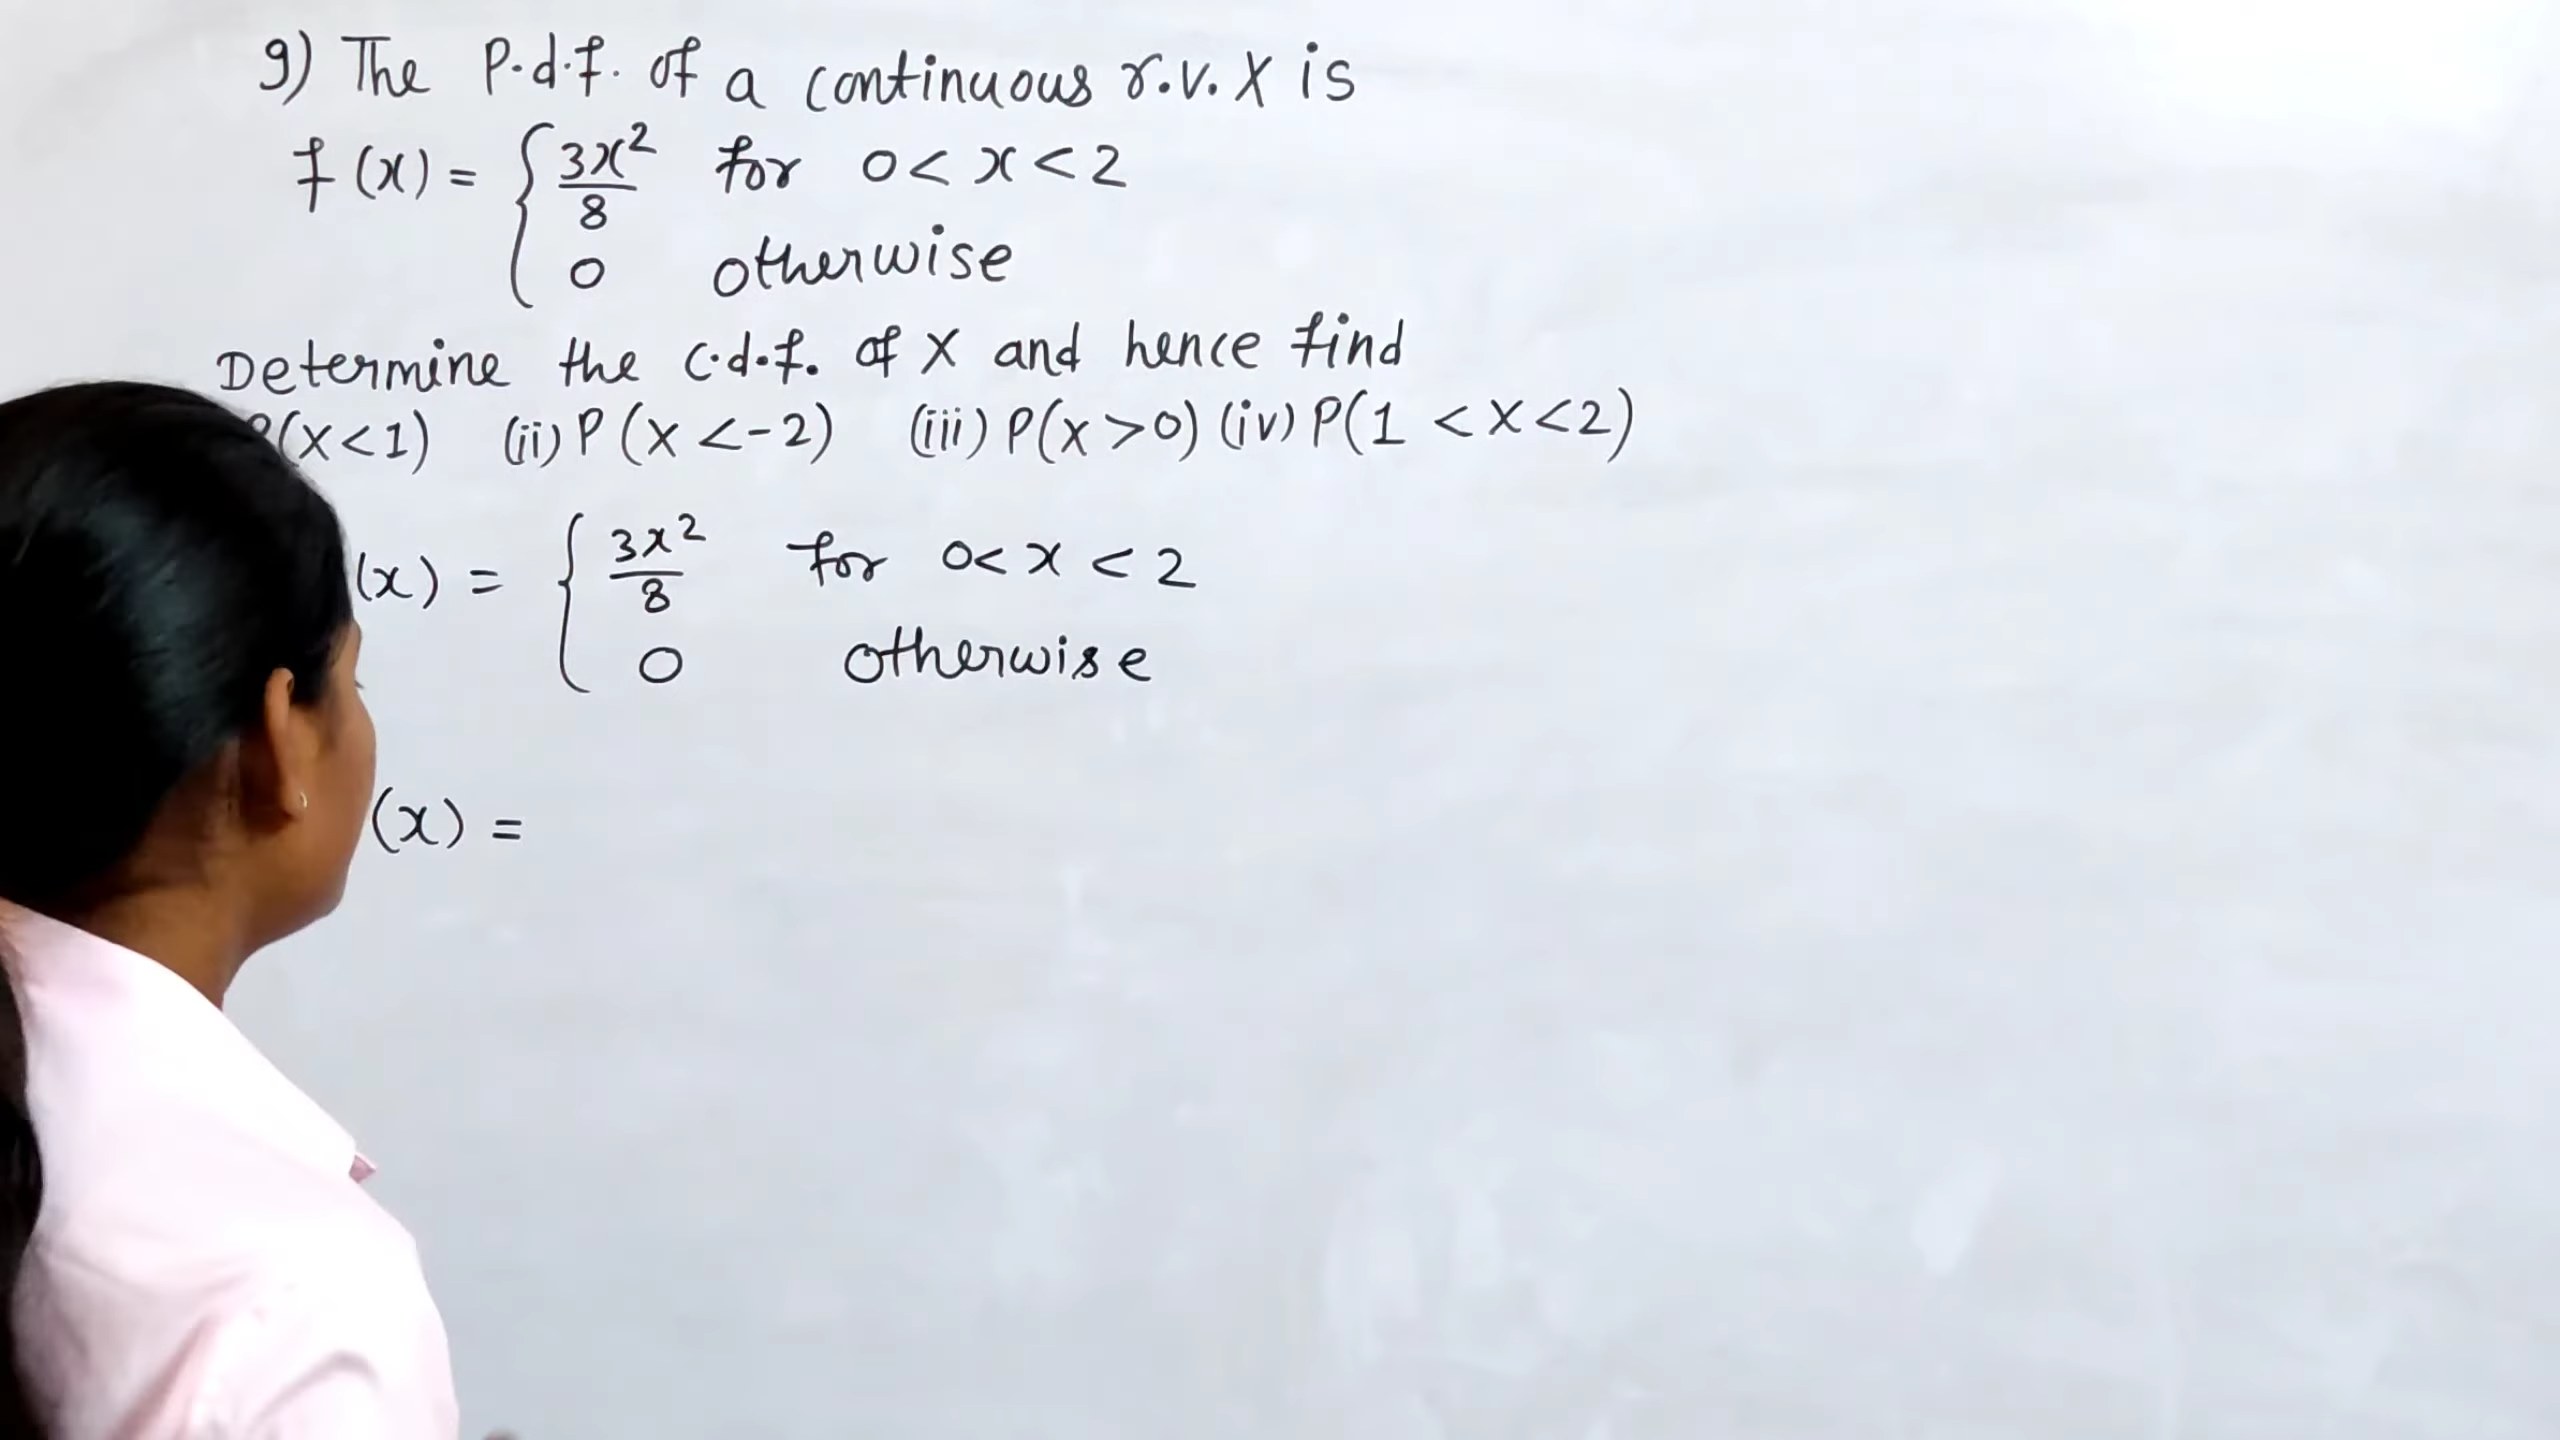 9) The P.d.f. of a continuous r.v. X is
f(x) = { 3x²/8 for 0 < x < 2
0 otherwise
Determine the c.d.f. of X and hence find
P(X<1) (ii) P(X<-2) (iii) P(X>0) (iv) P(1<X<2)
(x) = { 3x²/8 for 0 < x < 2
0 otherwise
(x) =